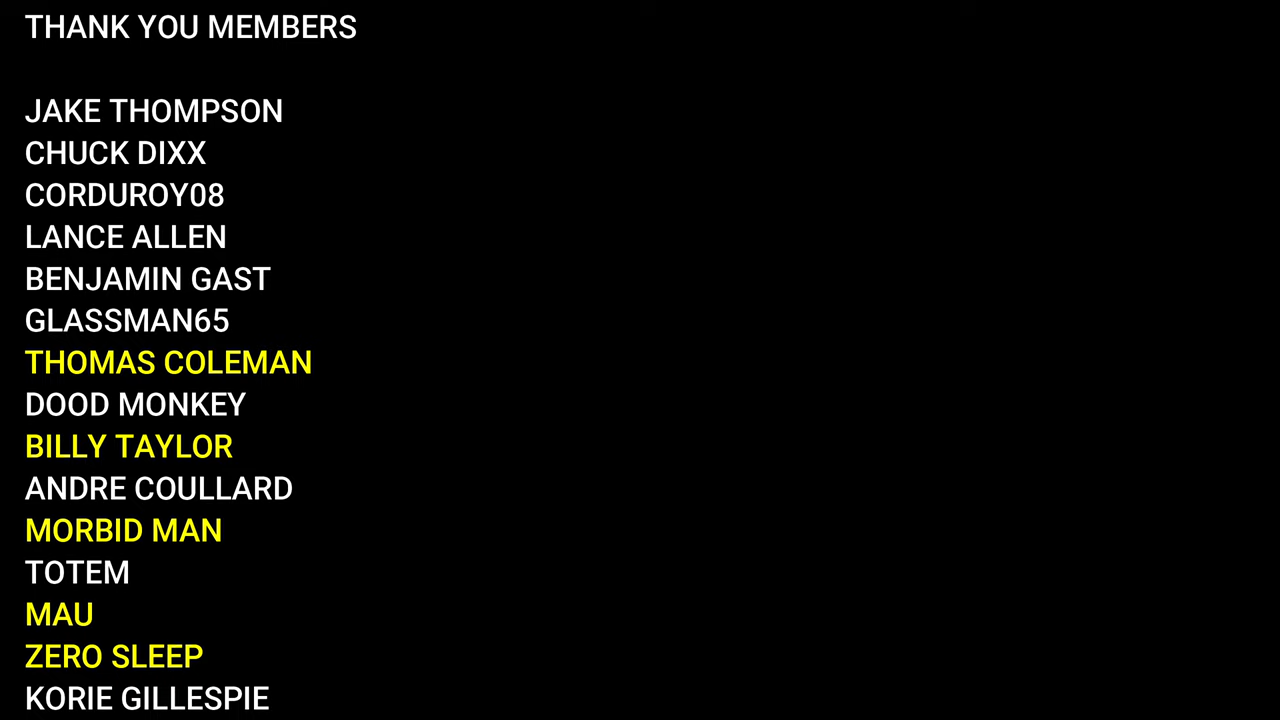 THANK YOU MEMBERS
JAKE THOMPSON
CHUCK DIXX
CORDUROY08
LANCE ALLEN
BENJAMIN GAST
GLASSMAN65
THOMAS COLEMAN
DOOD MONKEY
BILLY TAYLOR
ANDRE COULLARD
MORBID MAN
TOTEM
MAU
ZERO SLEEP
KORIE GILLESPIE